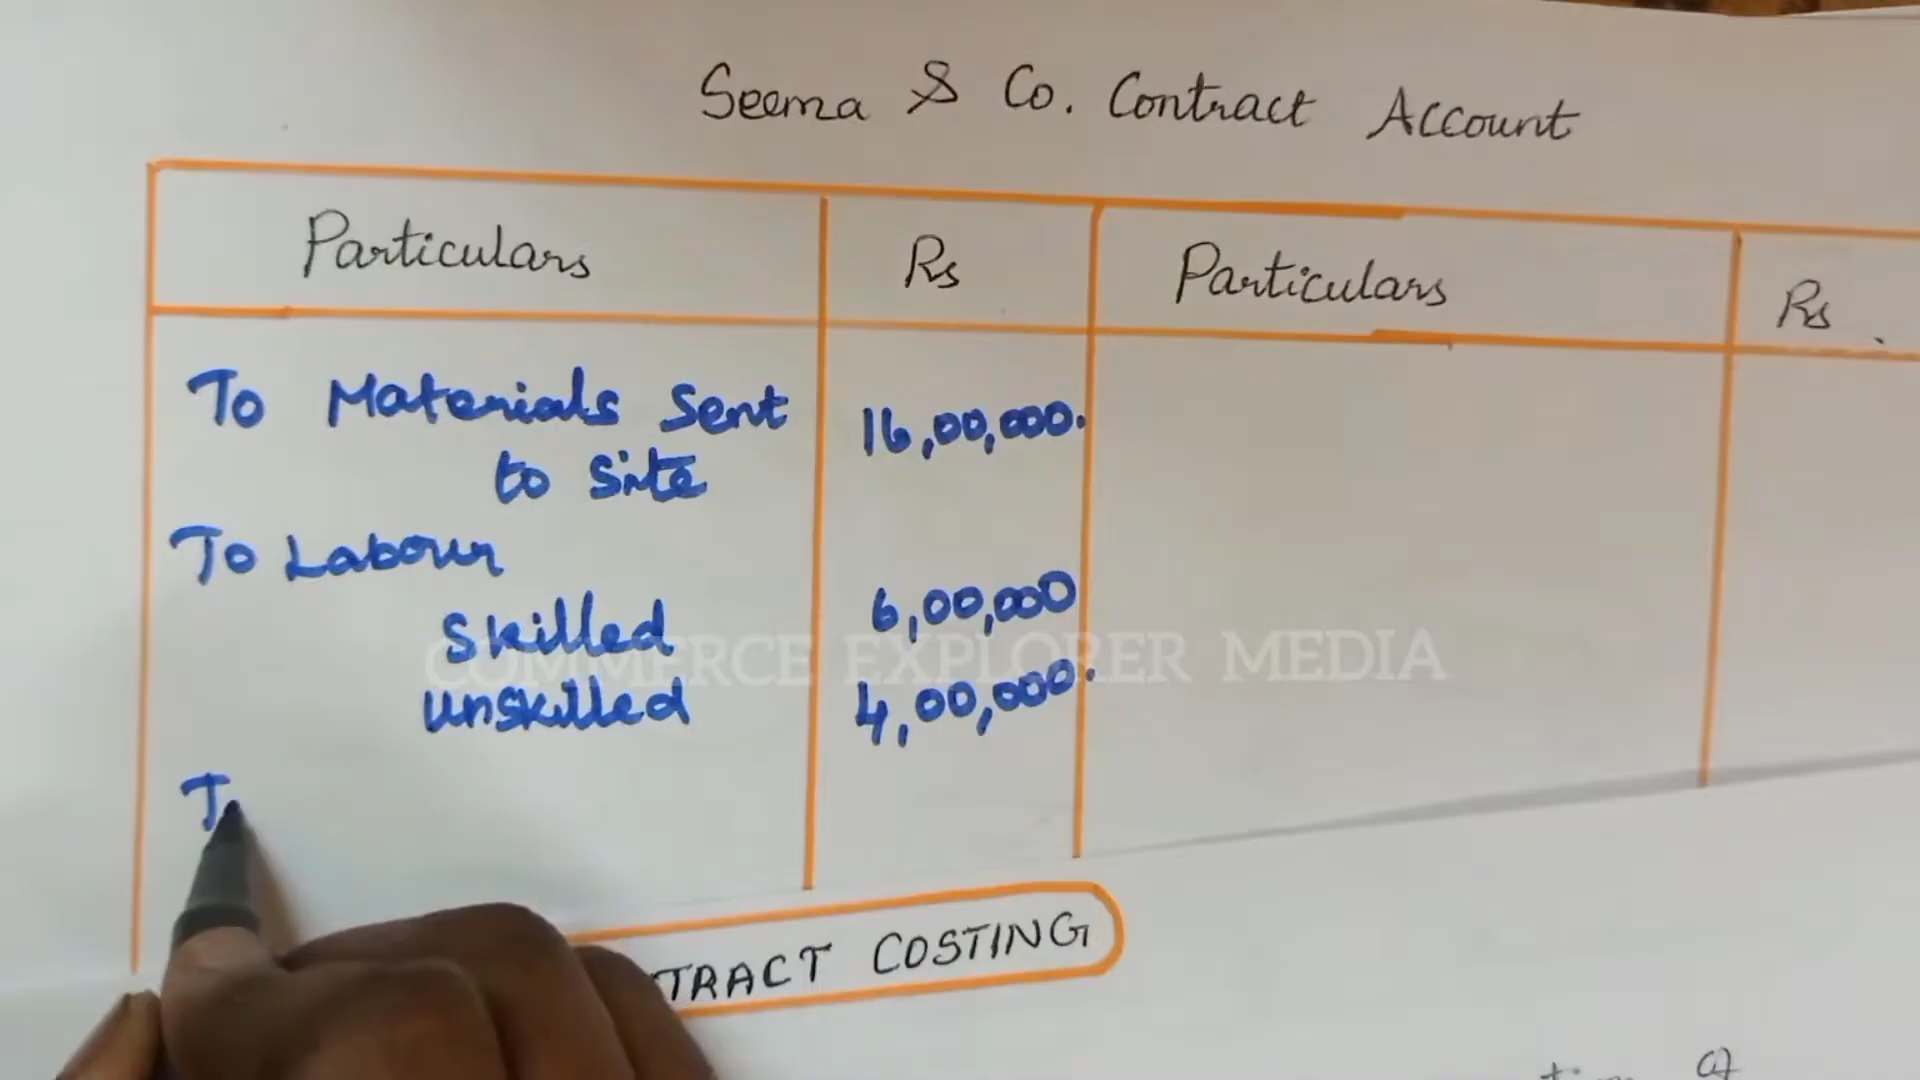 Seema & Co. Contract Account
Particulars Rs Particulars Rs.
To Materials Sent 16,00,000.
to Site
To Labour
Skilled 6,00,000
COMMERCE EXPLORER MEDIA
unskilled 4,00,000.
To
TRACT COSTING